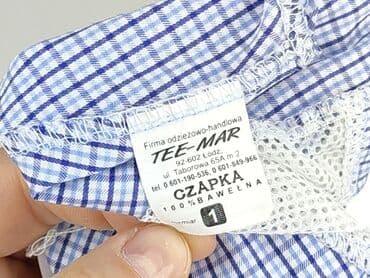 Firma odzieżowo-handlowa
TEE-MAR
92-602 Łódź,
ul. Taborowa 65A m 2
tel. 0 601-190-536, 0 601-949-966
CZAPKA
100% BAWEŁNA
1